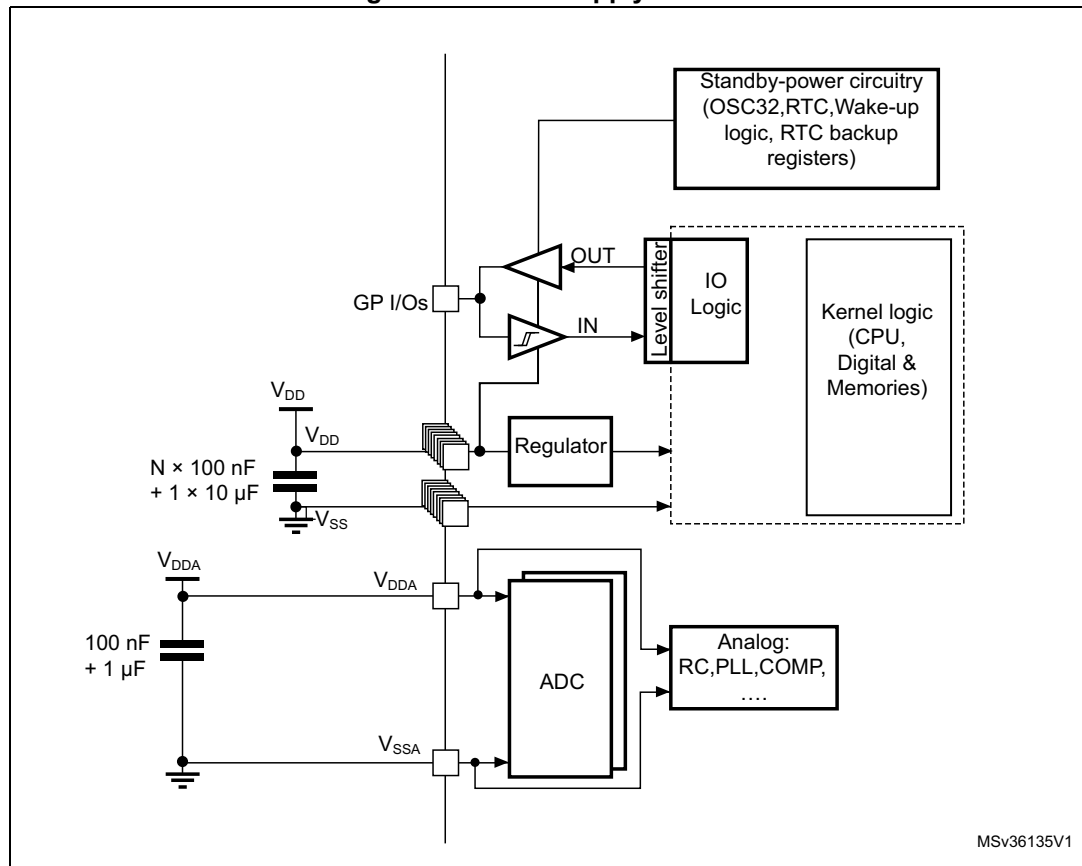 Standby-power circuitry
(OSC32,RTC,Wake-up
logic, RTC backup
registers)
OUT
Level shifter
IO
Logic
GP I/Os
IN
Kernel logic
(CPU,
Digital &
Memories)
VDD
VDD
Regulator
N × 100 nF
+ 1 × 10 µF
VSS
VDDA
VDDA
100 nF
+ 1 µF
ADC
Analog:
RC,PLL,COMP,
....
VSSA
MSv36135V1